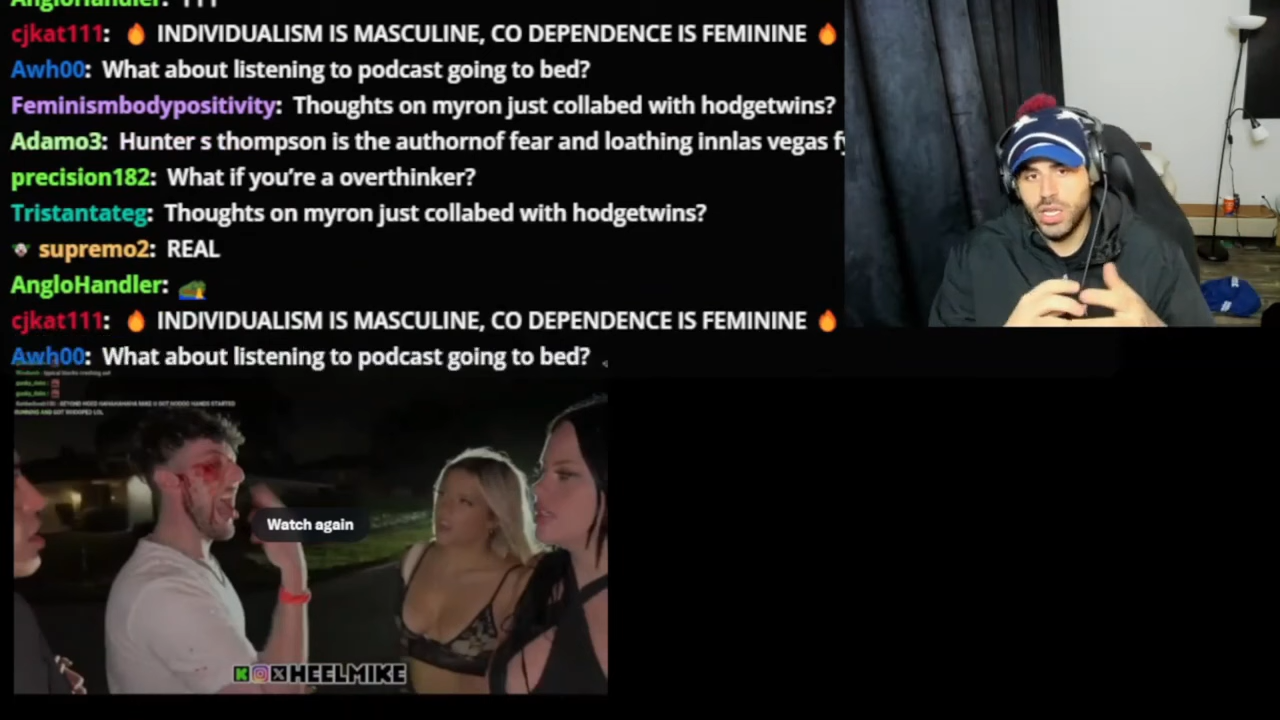 AngloHandler: 111
cjkat111: 🔥 INDIVIDUALISM IS MASCULINE, CO DEPENDENCE IS FEMININE 🔥
Awh00: What about listening to podcast going to bed?
Feminismbodypositivity: Thoughts on myron just collabed with hodgetwins?
Adamo3: Hunter s thompson is the authornof fear and loathing innlas vegas fy
precision182: What if you’re a overthinker?
Tristantateg: Thoughts on myron just collabed with hodgetwins?
supremo2: REAL
AngloHandler:
cjkat111: 🔥 INDIVIDUALISM IS MASCULINE, CO DEPENDENCE IS FEMININE 🔥
Awh00: What about listening to podcast going to bed?
Watch again
HEELMIKE